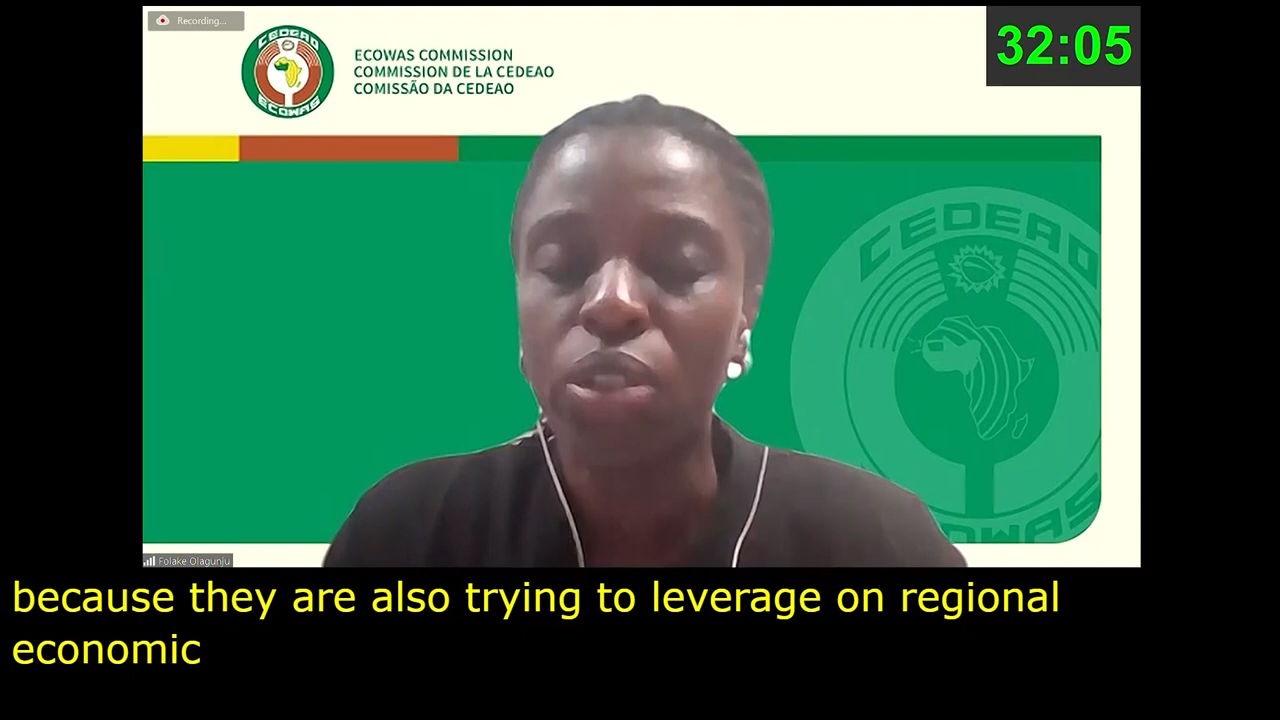 Recording...
CEDEAO
ECOWAS
ECOWAS COMMISSION
COMMISSION DE LA CEDEAO
COMISSÃO DA CEDEAO
32:05
CEDEAO
ECOWAS
Folake Olagunju
because they are also trying to leverage on regional
economic